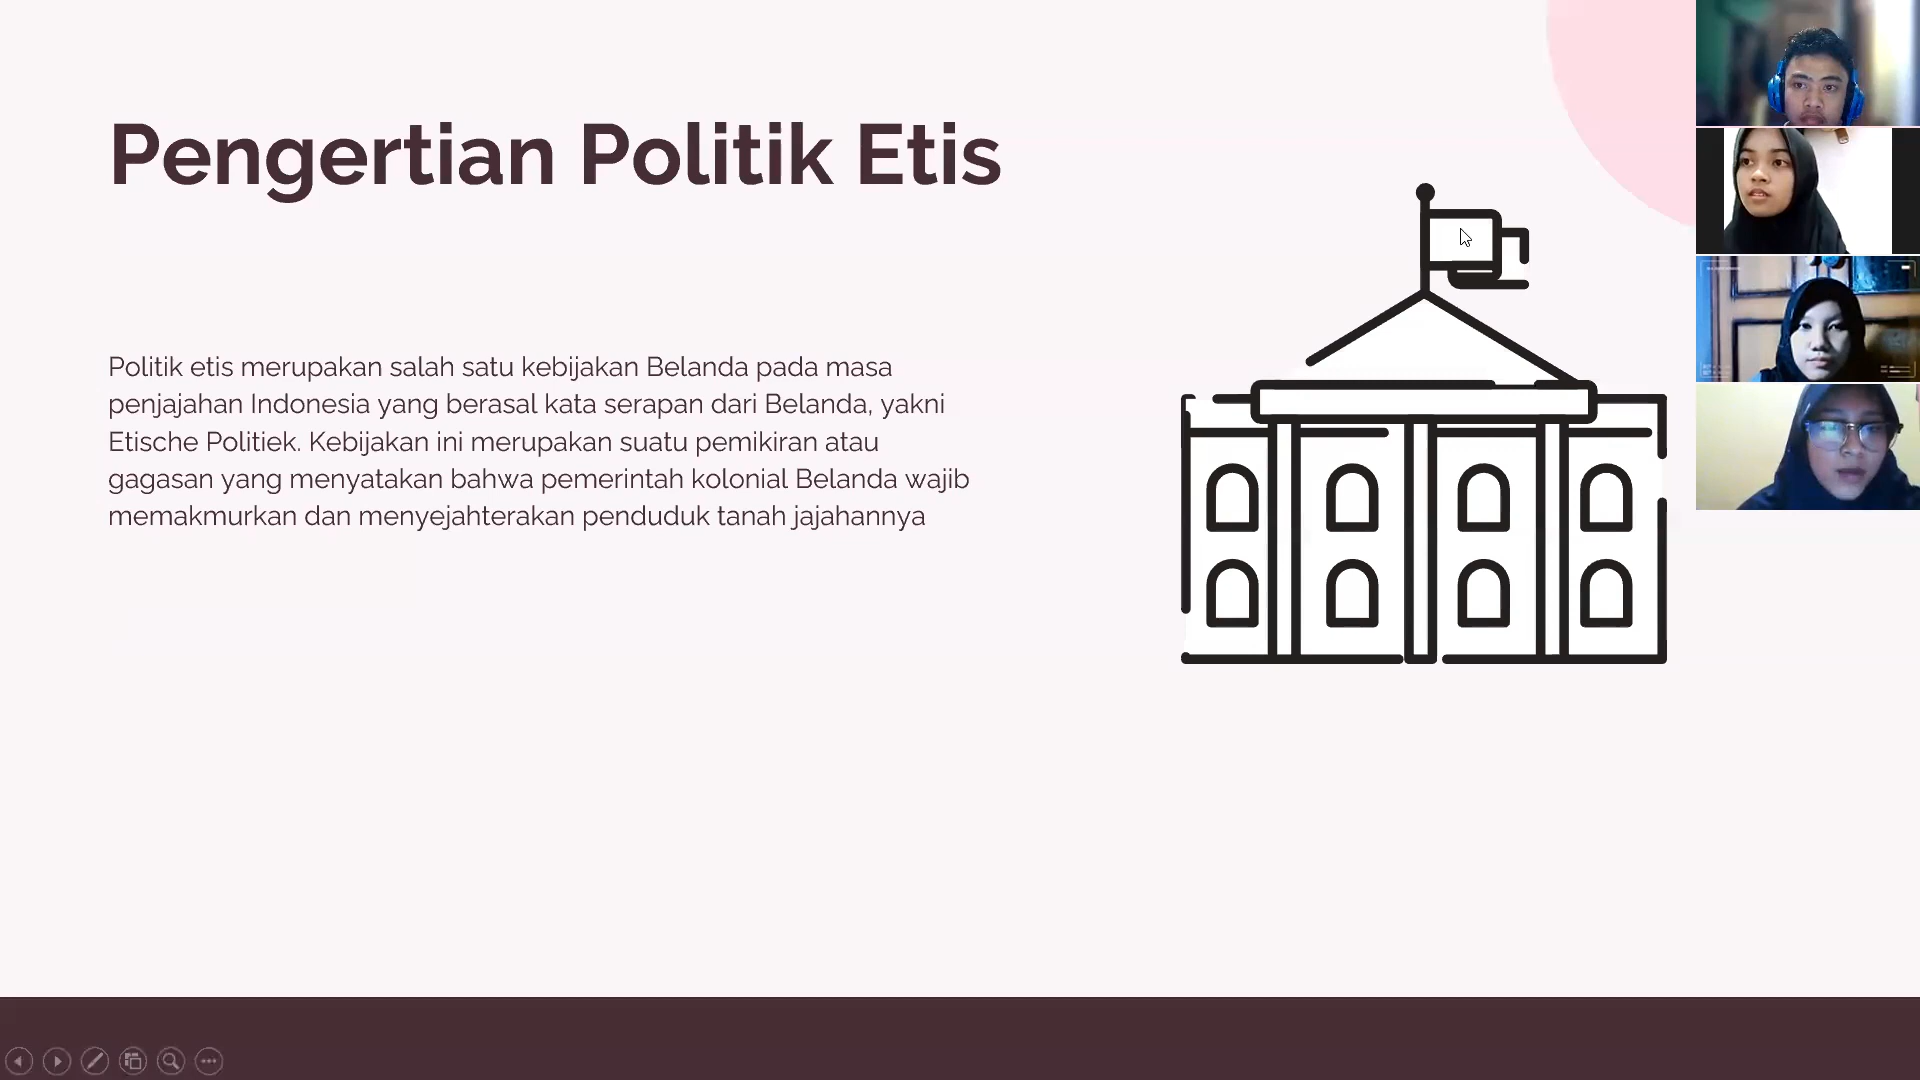 Pengertian Politik Etis
Politik etis merupakan salah satu kebijakan Belanda pada masa
penjajahan Indonesia yang berasal kata serapan dari Belanda, yakni
Etische Politiek. Kebijakan ini merupakan suatu pemikiran atau
gagasan yang menyatakan bahwa pemerintah kolonial Belanda wajib
memakmurkan dan menyejahterakan penduduk tanah jajahannya